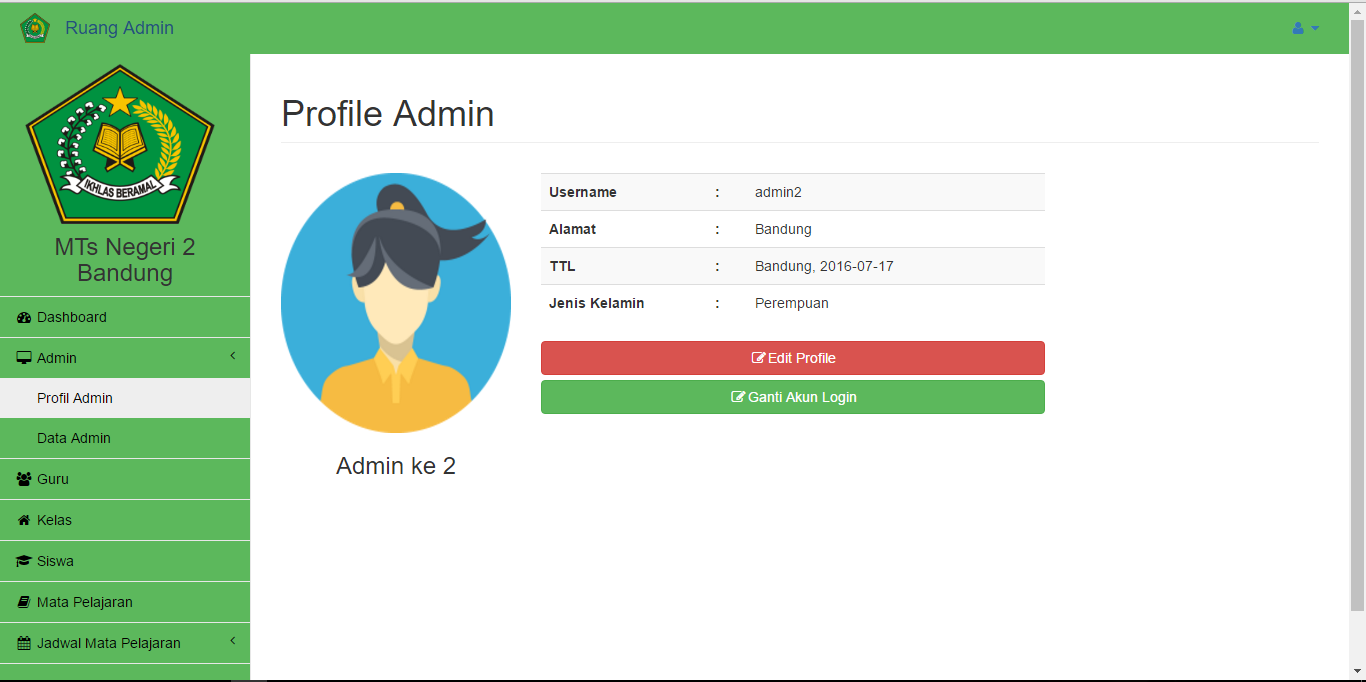 Ruang Admin
IKHLAS BERAMAL
MTs Negeri 2
Bandung
Dashboard
Admin
Profil Admin
Data Admin
Guru
Kelas
Siswa
Mata Pelajaran
Jadwal Mata Pelajaran
Profile Admin
Admin ke 2
Username : admin2
Alamat : Bandung
TTL : Bandung, 2016-07-17
Jenis Kelamin : Perempuan
Edit Profile
Ganti Akun Login